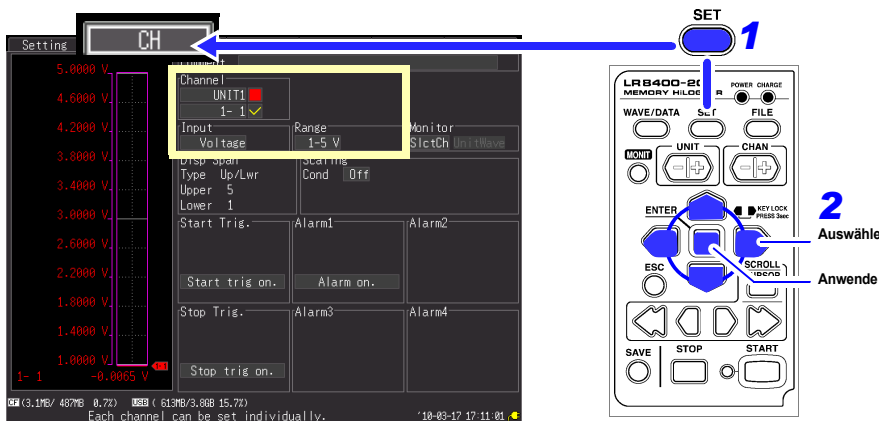 SET
1
CH
Setting
Comment
5.0000 V
4.6000 V
4.2000 V
3.8000 V
3.4000 V
3.0000 V
2.6000 V
2.2000 V
1.8000 V
1.4000 V
1.0000 V
1- 1 -0.0065 V
1-1
Channel
UNIT1
1- 1
Input
Voltage
Range
1-5 V
Monitor
SlctCh UnitWave
Disp Span
Type Up/Lwr
Upper 5
Lower 1
Scaling
Cond Off
Start Trig.
Start trig on.
Alarm1
Alarm on.
Alarm2
Stop Trig.
Stop trig on.
Alarm3
Alarm4
CF (3.1MB/ 487MB 0.7%) USB ( 613MB/3.8GB 15.7%)
Each channel can be set individually. '10-03-17 17:11:01
LR8400-20
MEMORY HiLOGGER
POWER CHARGE
WAVE/DATA SET FILE
MONIT
UNIT
- +
CHAN
- +
ENTER
KEY LOCK
PRESS 3sec
2
Auswähle
ESC
SCROLL
CURSOR
Anwende
SAVE STOP START